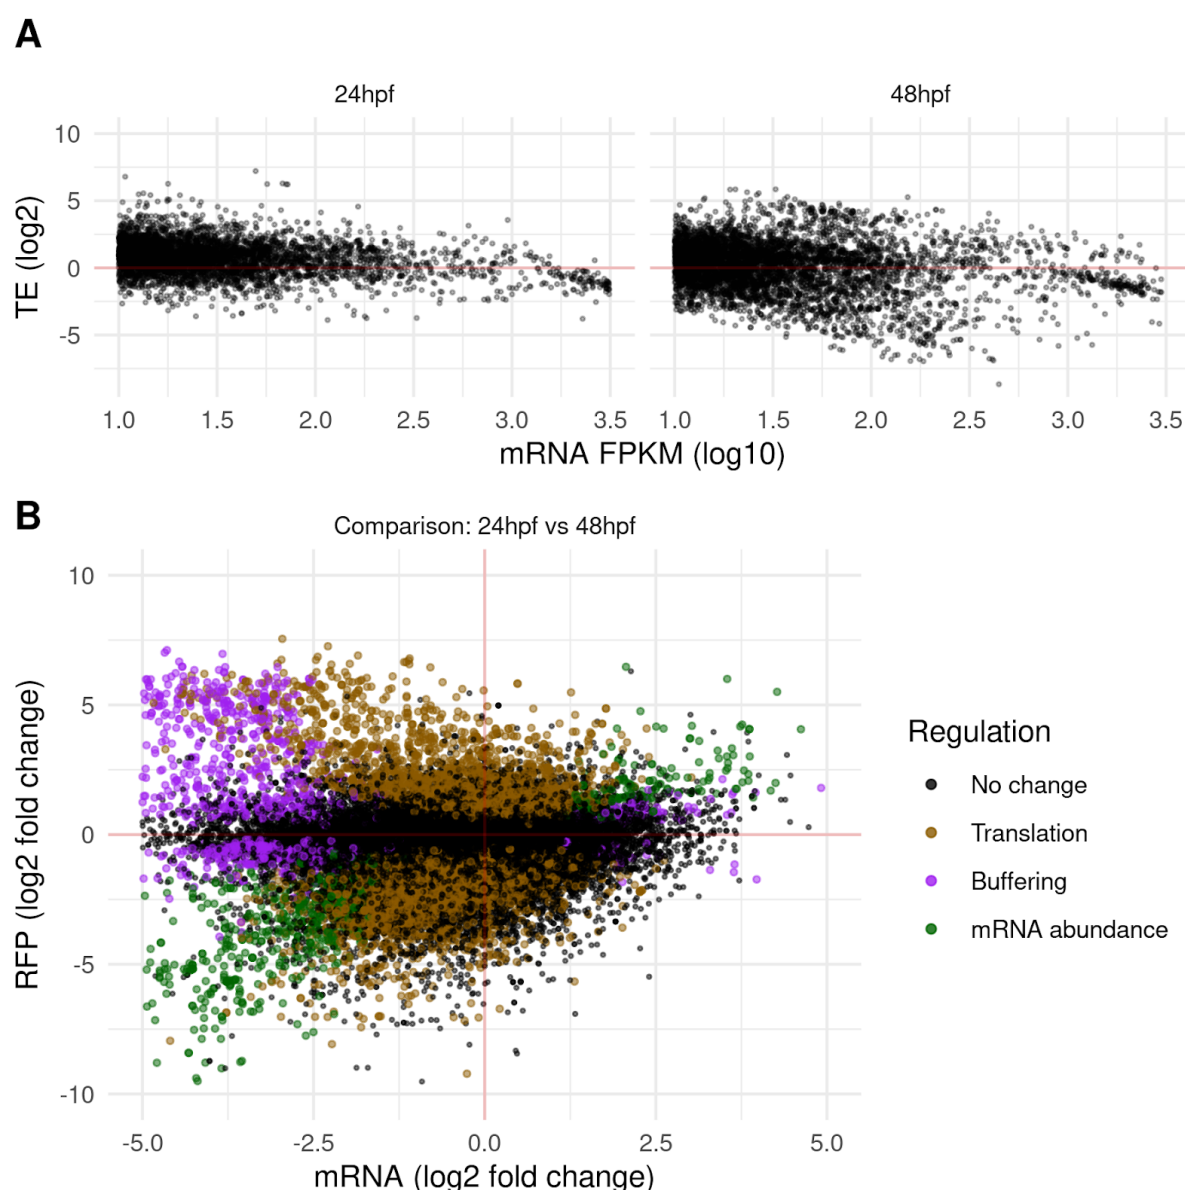 A
24hpf 48hpf
TE (log2)
10
5
0
-5
1.0 1.5 2.0 2.5 3.0 3.5 1.0 1.5 2.0 2.5 3.0 3.5
mRNA FPKM (log10)
B
Comparison: 24hpf vs 48hpf
RFP (log2 fold change)
10
5
0
-5
-10
-5.0 -2.5 0.0 2.5 5.0
mRNA (log2 fold change)
Regulation
No change
Translation
Buffering
mRNA abundance